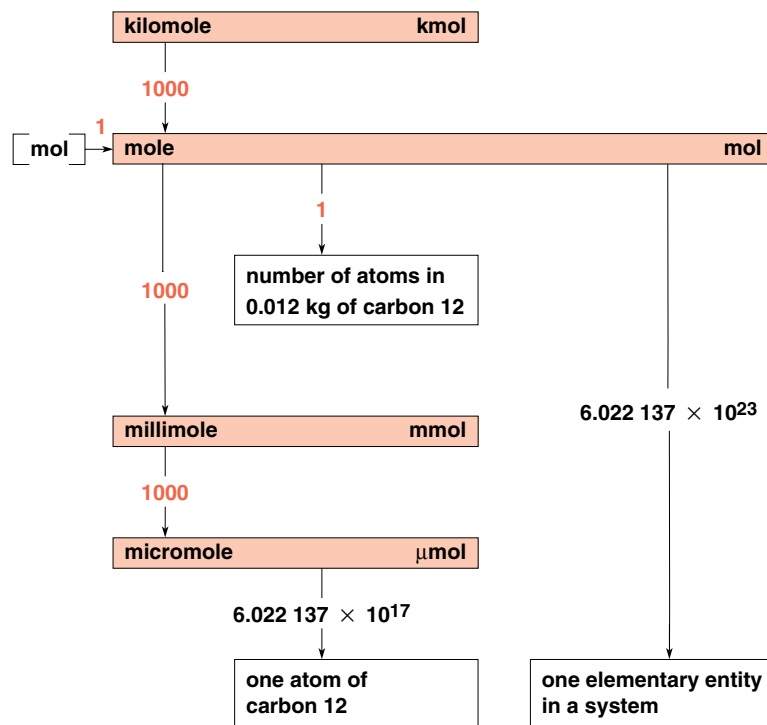 kilomole kmol
1000
1
[mol]
mole mol
1
number of atoms in
0.012 kg of carbon 12
1000
6.022 137 × 10²³
millimole mmol
1000
micromole μmol
6.022 137 × 10¹⁷
one atom of
carbon 12
one elementary entity
in a system